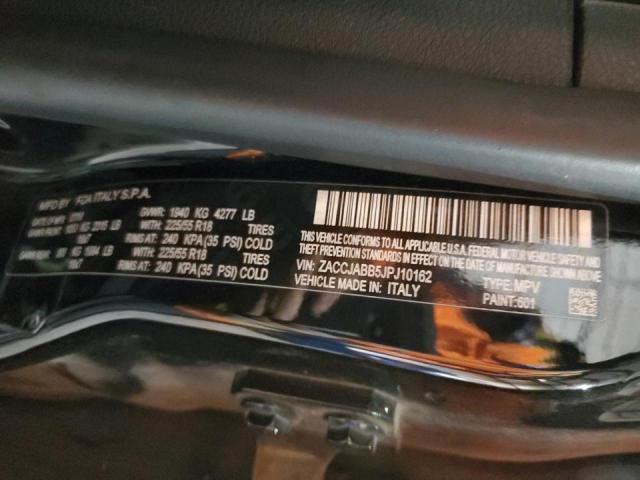 MFD BY: FCA ITALY S.P.A.
GVWR: 1940 KG 4277 LB
LB WITH: 225/55 R18 TIRES
RIMS AT: 240 KPA(35 PSI) COLD
KG LB WITH: 225/55 R18 TIRES
RIMS AT: 240 KPA(35 PSI) COLD
THIS VEHICLE CONFORMS TO ALL APPLICABLE U.S.A. FEDERAL MOTOR VEHICLE SAFETY AND
THEFT PREVENTION STANDARDS IN EFFECT ON THE DATE OF MANUFACTURE SHOWN ABOVE.
VIN: ZACCJABB5JPJ10162 TYPE: MPV
VEHICLE MADE IN: ITALY PAINT: 601